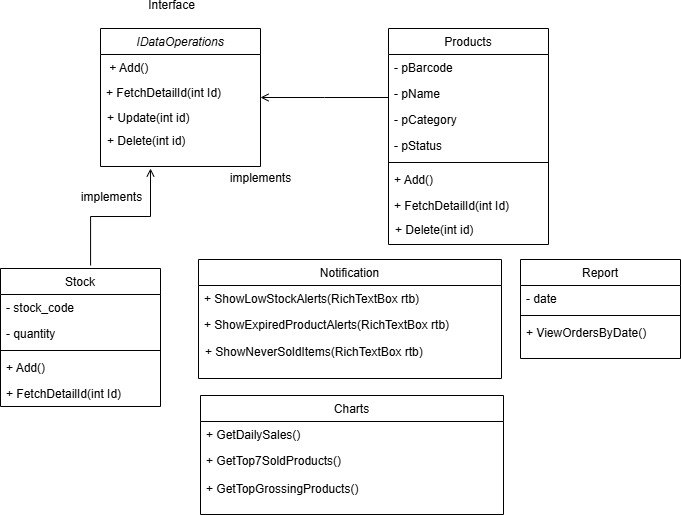 Interface
IDataOperations
+ Add()
+ FetchDetailId(int Id)
+ Update(int id)
+ Delete(int id)
Products
- pBarcode
- pName
- pCategory
- pStatus
+ Add()
+ FetchDetailId(int Id)
+ Delete(int id)
implements
implements
Stock
- stock_code
- quantity
+ Add()
+ FetchDetailId(int Id)
Notification
+ ShowLowStockAlerts(RichTextBox rtb)
+ ShowExpiredProductAlerts(RichTextBox rtb)
+ ShowNeverSoldItems(RichTextBox rtb)
Report
- date
+ ViewOrdersByDate()
Charts
+ GetDailySales()
+ GetTop7SoldProducts()
+ GetTopGrossingProducts()